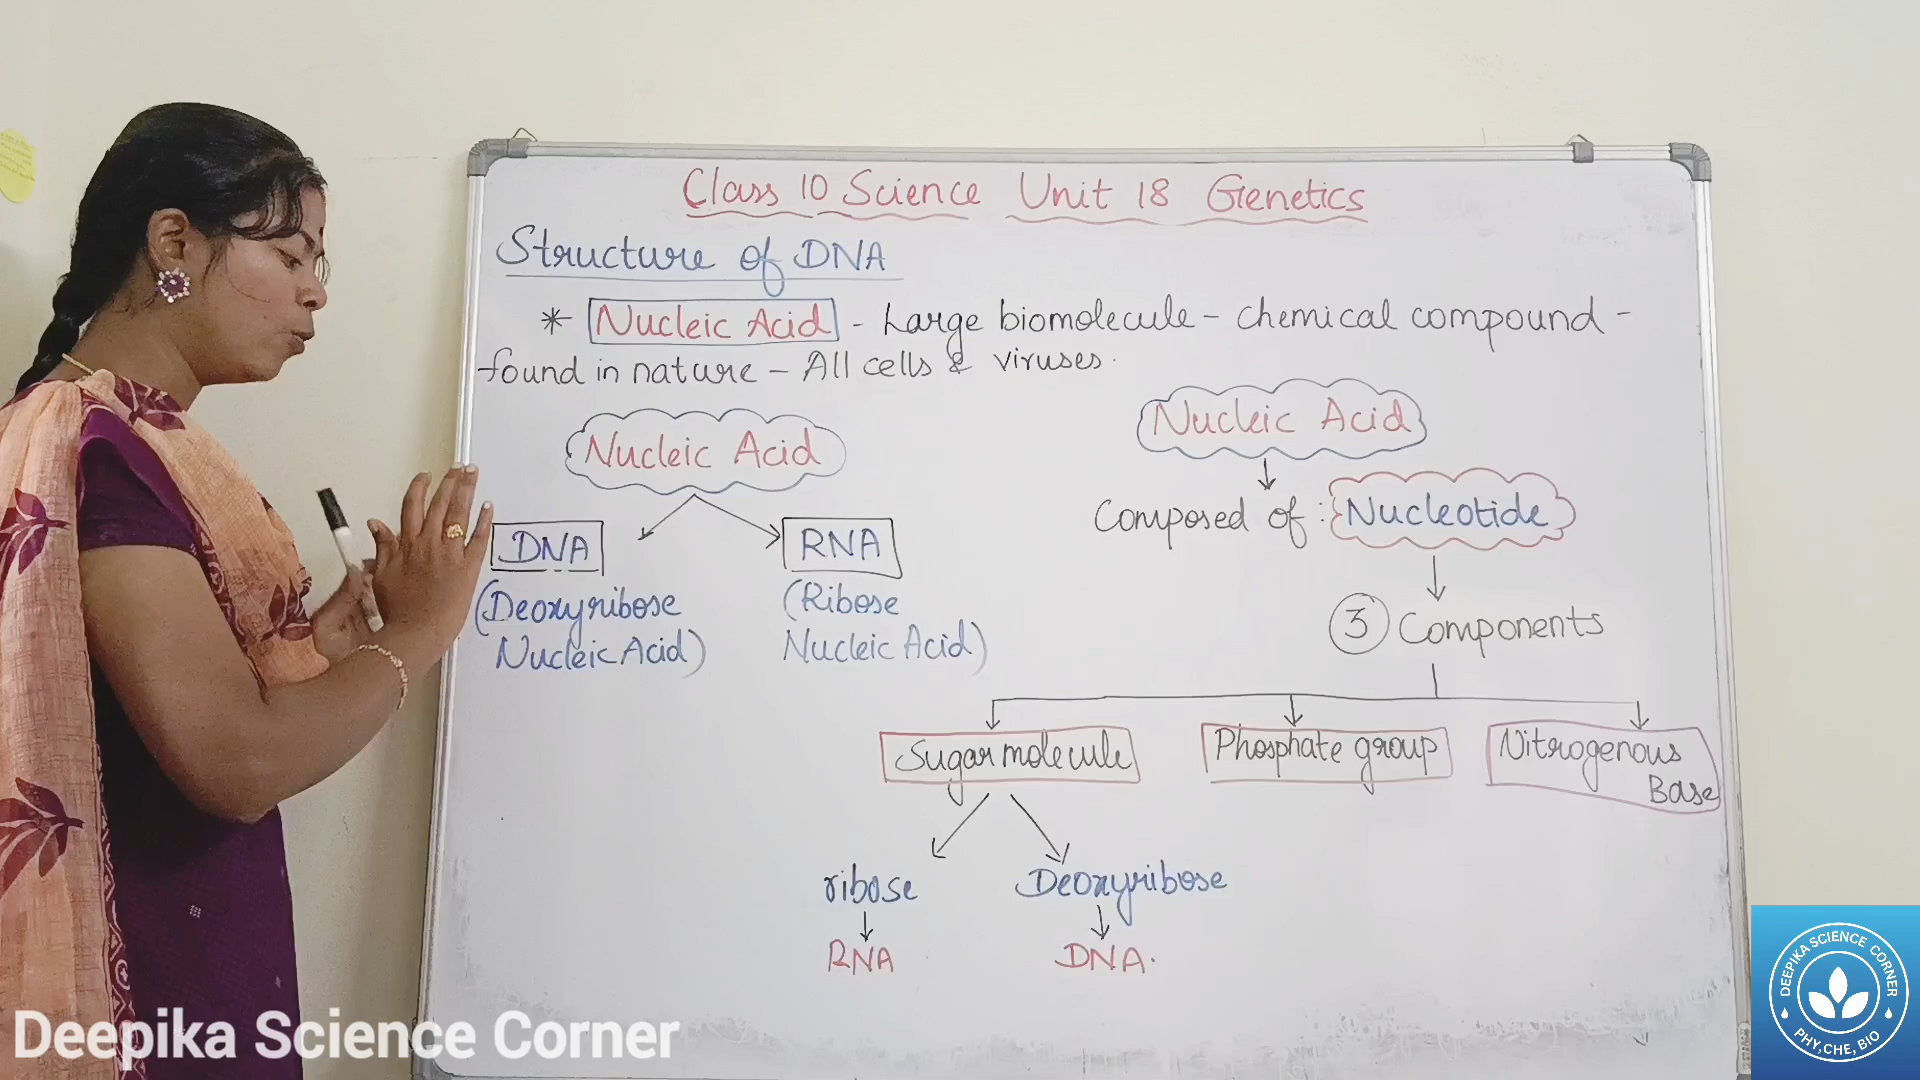 Class 10 Science Unit 18 Genetics
Structure of DNA
* Nucleic Acid - Large biomolecule - chemical compound -
found in nature - All cells & viruses.
Nucleic Acid
DNA
(Deoxyribose
Nucleic Acid)
RNA
(Ribose
Nucleic Acid)
Nucleic Acid
Composed of : Nucleotide
3 Components
Sugar molecule
Phosphate group
Nitrogenous
Base
ribose
Deoxyribose
RNA
DNA.
Deepika Science Corner
DEEPIKA SCIENCE CORNER
PHY, CHE, BIO